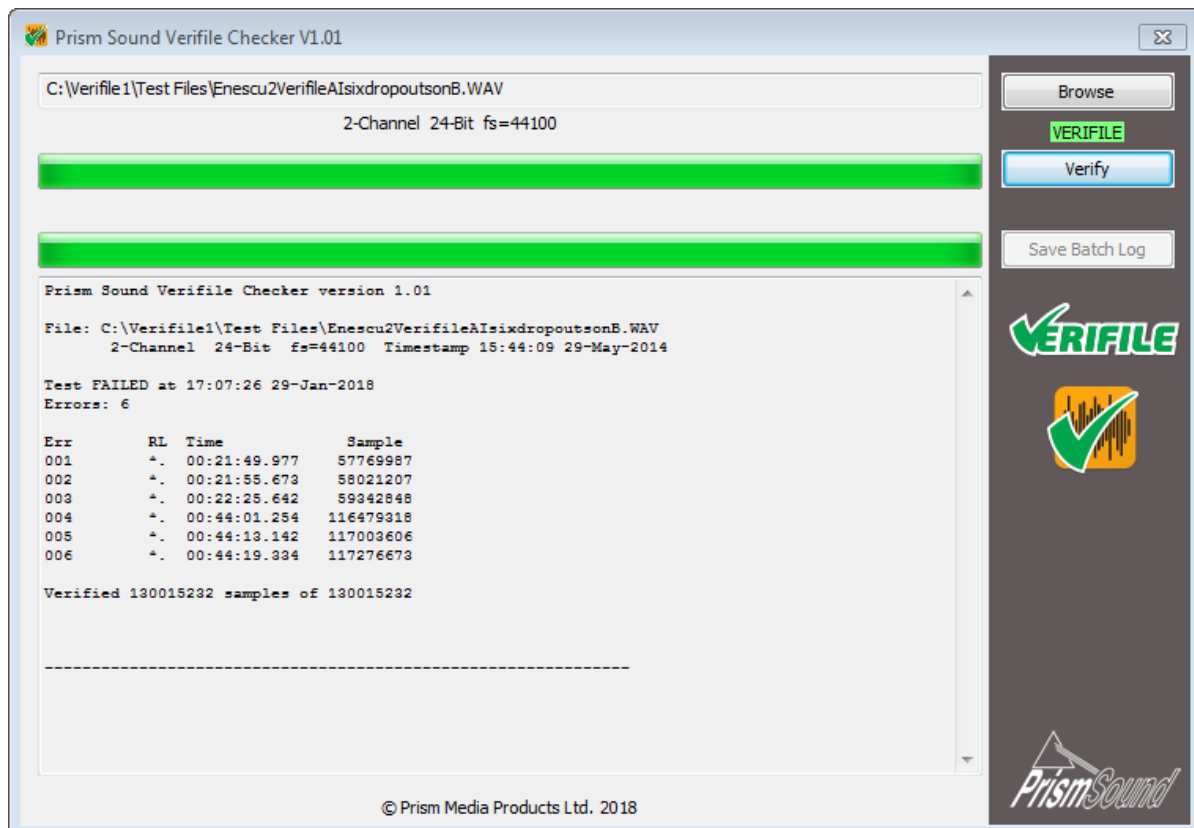 Prism Sound Verifile Checker V1.01
C:\Verifile1\Test Files\Enescu2VerifileAIsixdropoutsonB.WAV
2-Channel 24-Bit fs=44100
Browse
VERIFILE
Verify
Save Batch Log
Prism Sound Verifile Checker version 1.01
File: C:\Verifile1\Test Files\Enescu2VerifileAIsixdropoutsonB.WAV
2-Channel 24-Bit fs=44100 Timestamp 15:44:09 29-May-2014
Test FAILED at 17:07:26 29-Jan-2018
Errors: 6
Err RL Time Sample
001 *. 00:21:49.977 57769987
002 *. 00:21:55.673 58021207
003 *. 00:22:25.642 59342848
004 *. 00:44:01.254 116479318
005 *. 00:44:13.142 117003606
006 *. 00:44:19.334 117276673
Verified 130015232 samples of 130015232
--------------------------------------------------------------
VERIFILE
PrismSound
© Prism Media Products Ltd. 2018